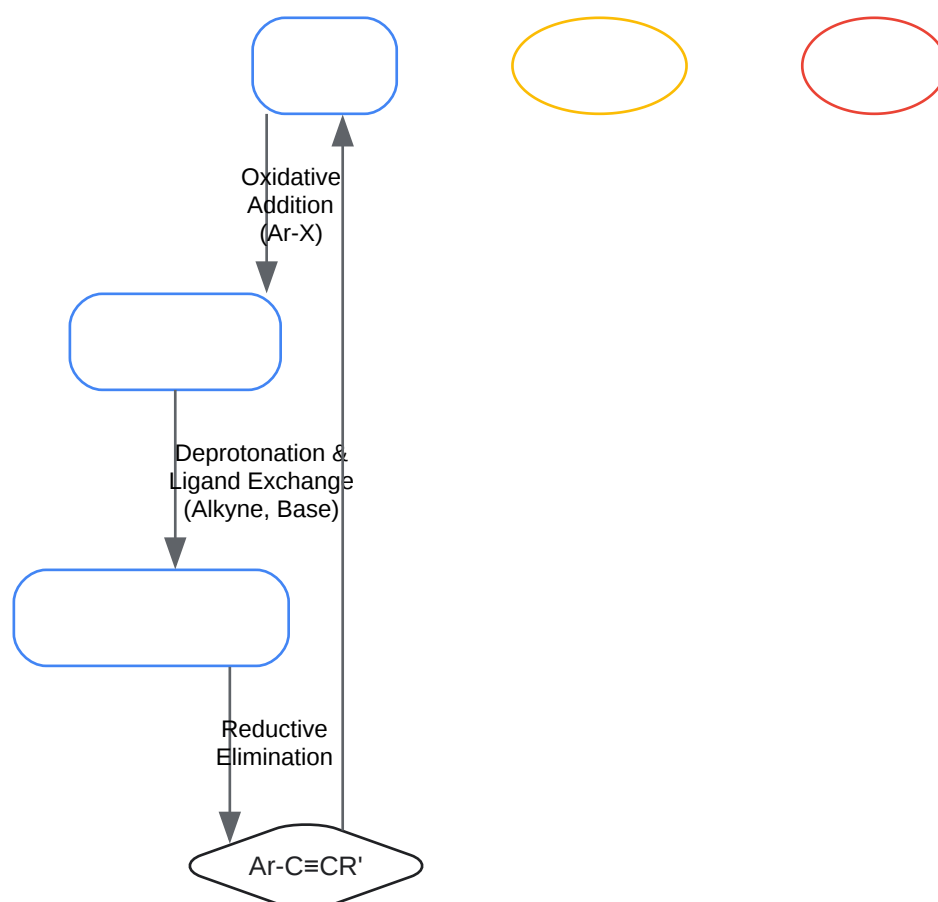 Oxidative
Addition
(Ar-X)
Deprotonation &
Ligand Exchange
(Alkyne, Base)
Reductive
Elimination
Ar-C≡CR'